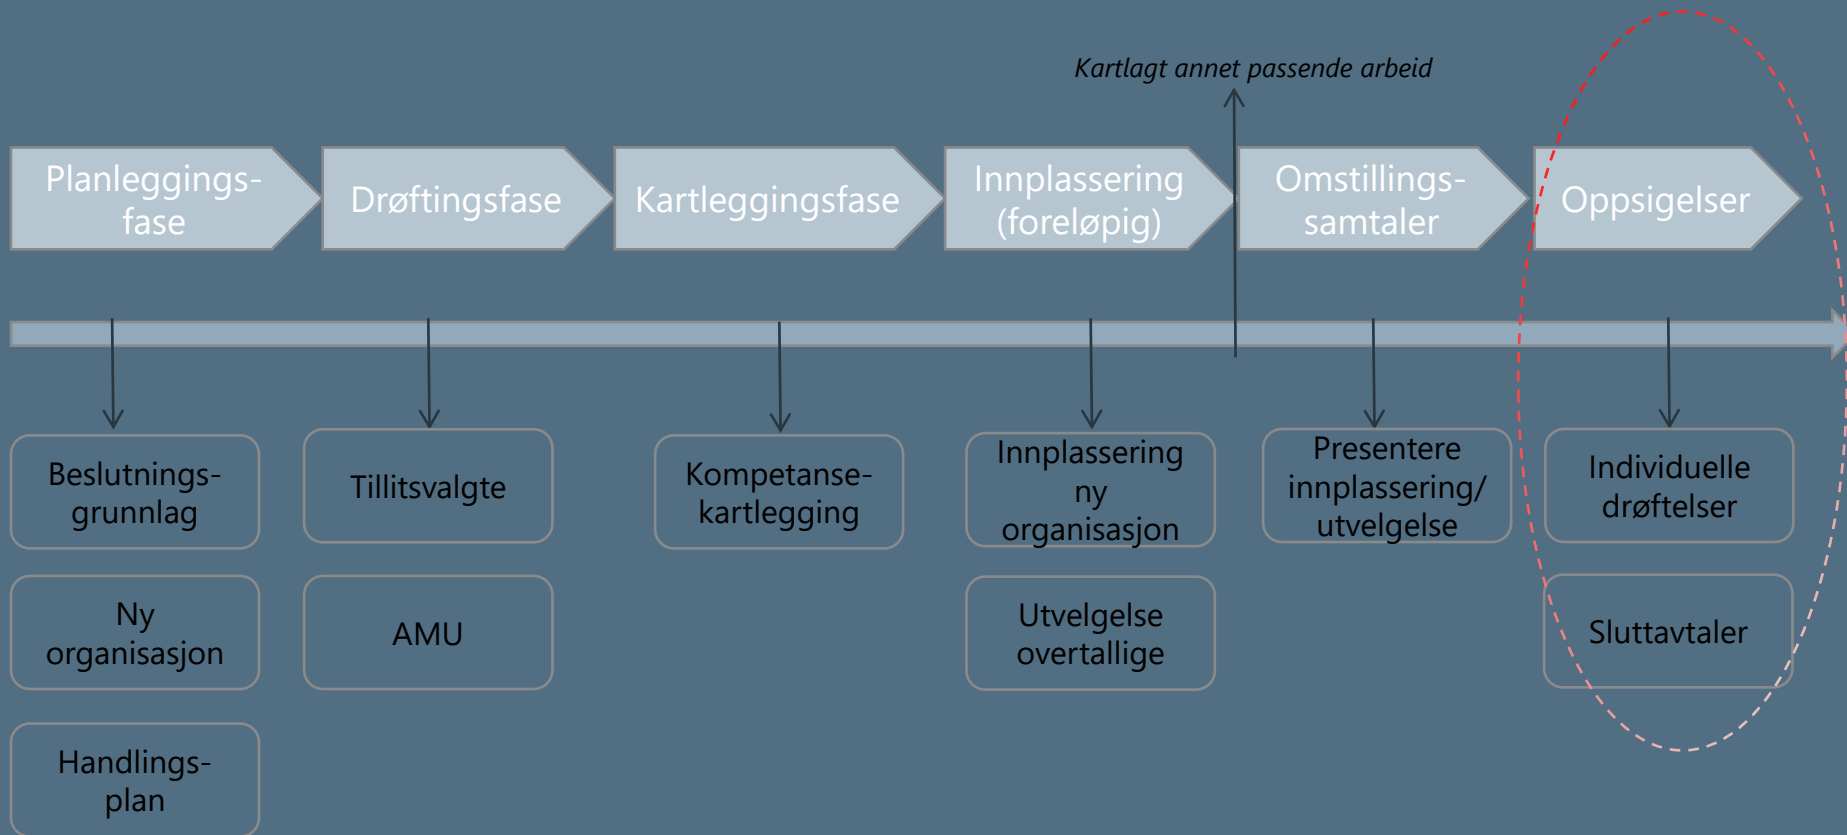 Kartlagt annet passende arbeid
Planleggings-
fase
Drøftingsfase
Kartleggingsfase
Innplassering
(foreløpig)
Omstillings-
samtaler
Oppsigelser
Beslutnings-
grunnlag
Ny
organisasjon
Handlings-
plan
Tillitsvalgte
AMU
Kompetanse-
kartlegging
Innplassering
ny
organisasjon
Utvelgelse
overtallige
Presentere
innplassering/
utvelgelse
Individuelle
drøftelser
Sluttavtaler